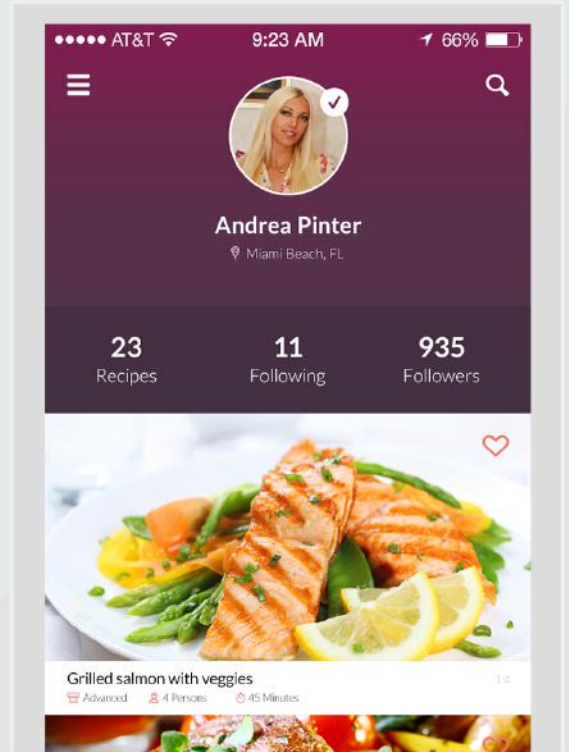 AT&T 9:23 AM 66%
Andrea Pinter
Miami Beach, FL
23 11 935
Recipes Following Followers
Grilled salmon with veggies 1 d
Advanced 4 Persons 45 Minutes